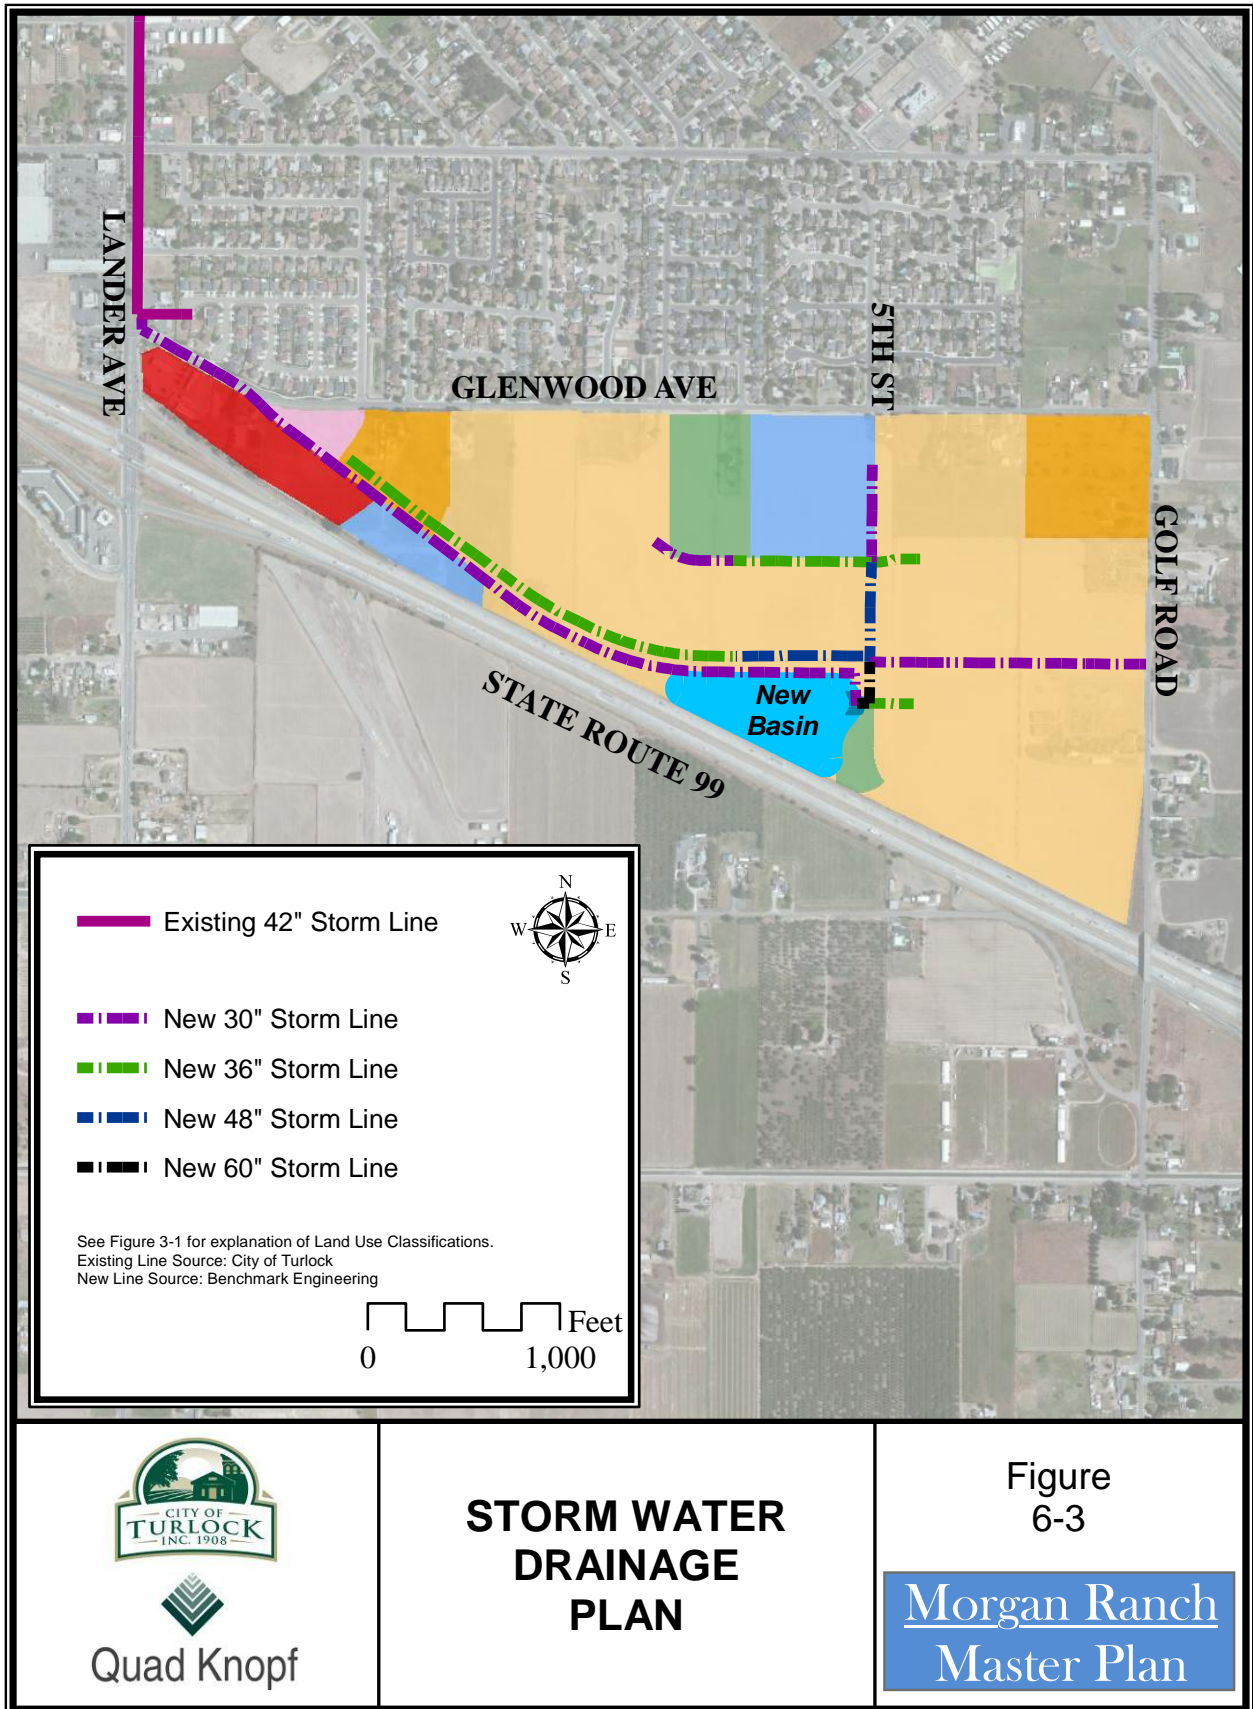 LANDER AVE
5TH ST
GLENWOOD AVE
GOLF ROAD
New
Basin
STATE ROUTE 99
N
W E
S
Existing 42" Storm Line
New 30" Storm Line
New 36" Storm Line
New 48" Storm Line
New 60" Storm Line
See Figure 3-1 for explanation of Land Use Classifications.
Existing Line Source: City of Turlock
New Line Source: Benchmark Engineering
Feet
0 1,000
CITY OF
TURLOCK
INC. 1908
Quad Knopf
STORM WATER
DRAINAGE
PLAN
Figure
6-3
Morgan Ranch
Master Plan